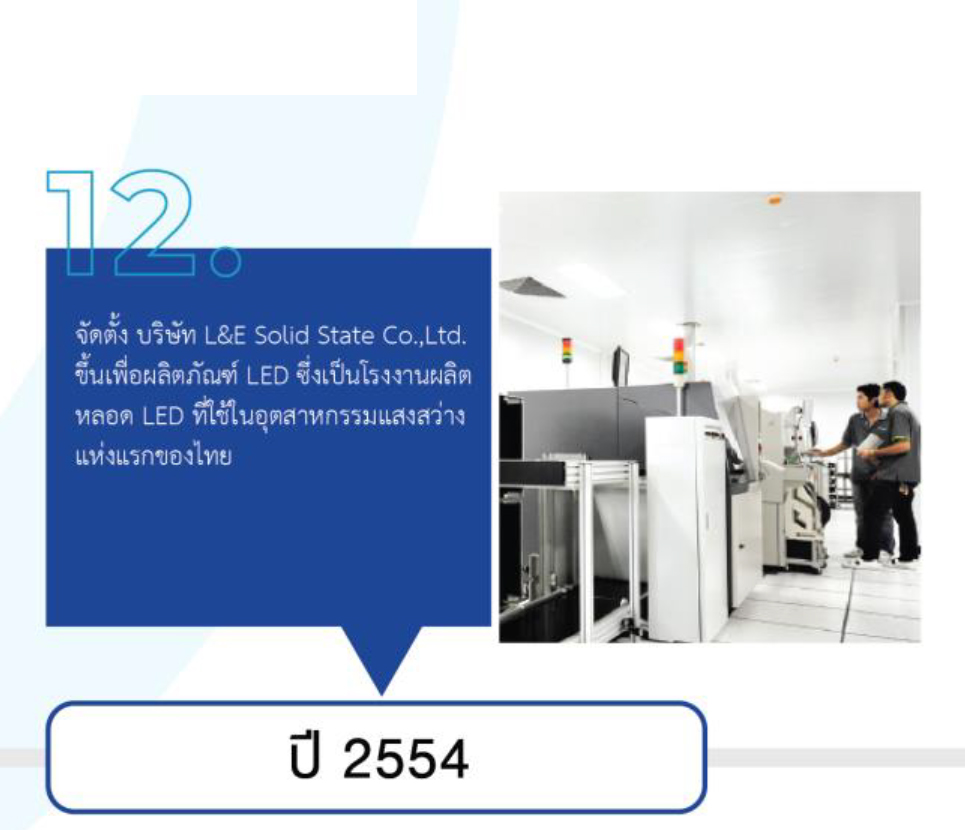 12.
จัดตั้ง บริษัท L&E Solid State Co.,Ltd.
ขึ้นเพื่อผลิตภัณฑ์ LED ซึ่งเป็นโรงงานผลิต
หลอด LED ที่ใช้ในอุตสาหกรรมแสงสว่าง
แห่งแรกของไทย
ปี 2554